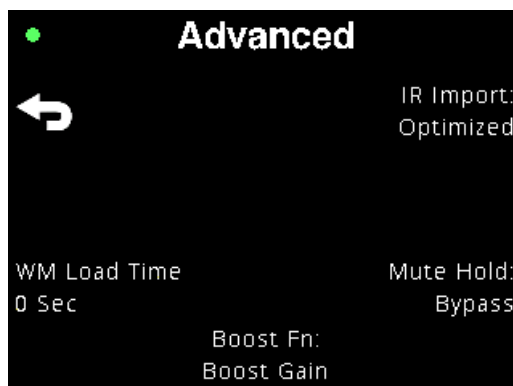 Advanced
IR Import:
Optimized
WM Load Time
0 Sec
Mute Hold:
Bypass
Boost Fn:
Boost Gain